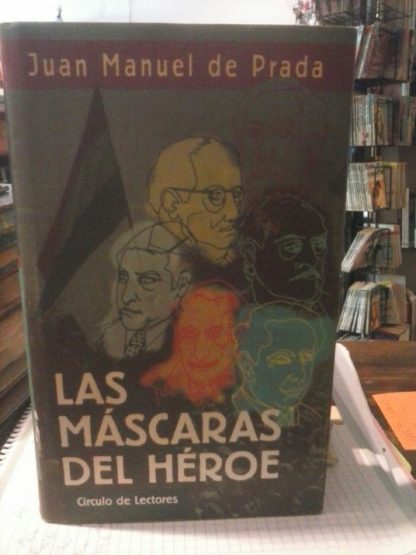 Juan Manuel de Prada
LAS
MÁSCARAS
DEL HÉROE
Círculo de Lectores